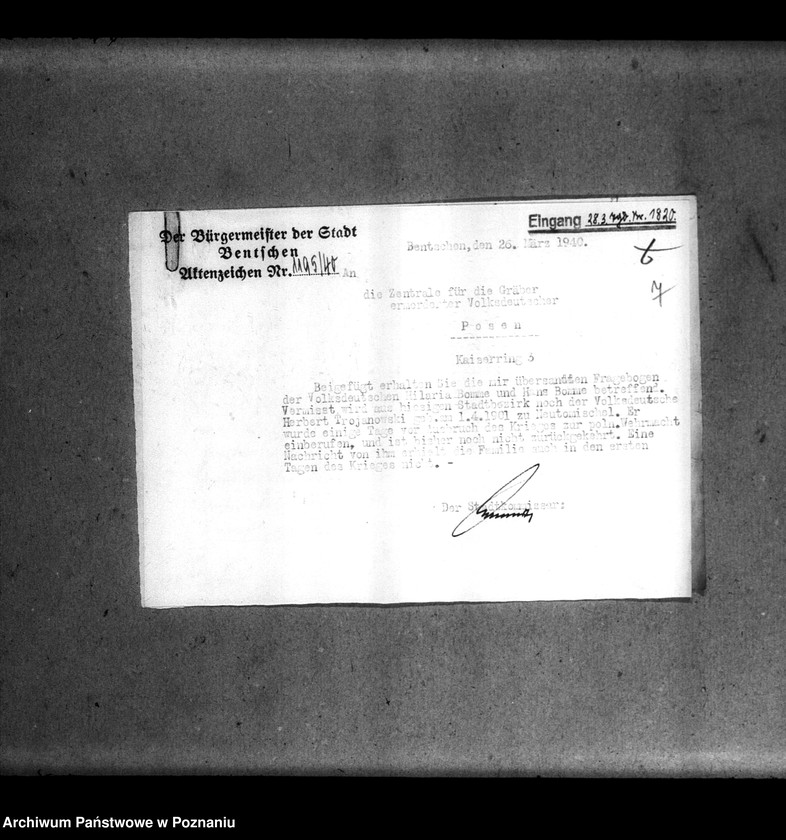 Der Bürgermeister der Stadt
Bentschen
Aktenzeichen Nr. 1195/40
Eingang 28.3. Nr. 1820.
Bentschen, den 26. März 1940.
7
An
die Zentrale für die Gräber
ermordeter Volksdeutscher
Posen
Kaiserring 6
Beigefügt erhalten Sie die mir übersandten Fragebogen
der Volksdeutschen Bomme und Hans Bomme betreffend.
Vermisst wird aus hiesigem Stadtbezirk noch der Volksdeutsche
Herbert Trojanowski geb. am 1.4.1901 zu Neutomischel. Er
wurde einige Tage vor Ausbruch des Krieges zur poln. Wehrmacht
einberufen, und ist bisher noch nicht zurückgekehrt. Eine
Nachricht von ihm erhielt die Familie auch in den ersten
Tagen des Krieges nicht. -
Der Stadtkommissar:
Archiwum Państwowe w Poznaniu